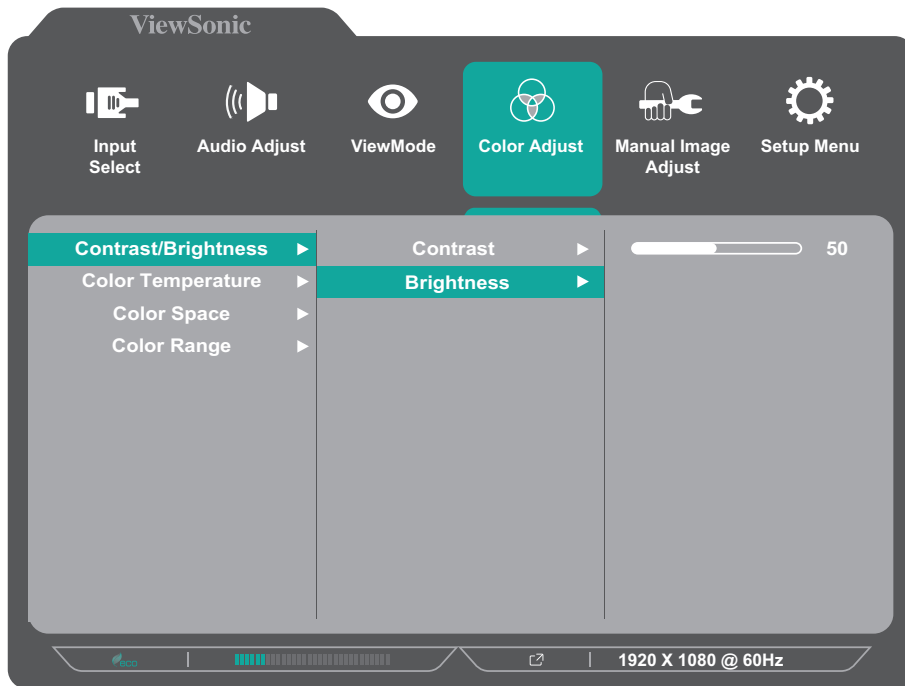 ViewSonic
Input
Select
Audio Adjust
ViewMode
Color Adjust
Manual Image
Adjust
Setup Menu
Contrast/Brightness
Color Temperature
Color Space
Color Range
Contrast
Brightness
50
eco
1920 X 1080 @ 60Hz